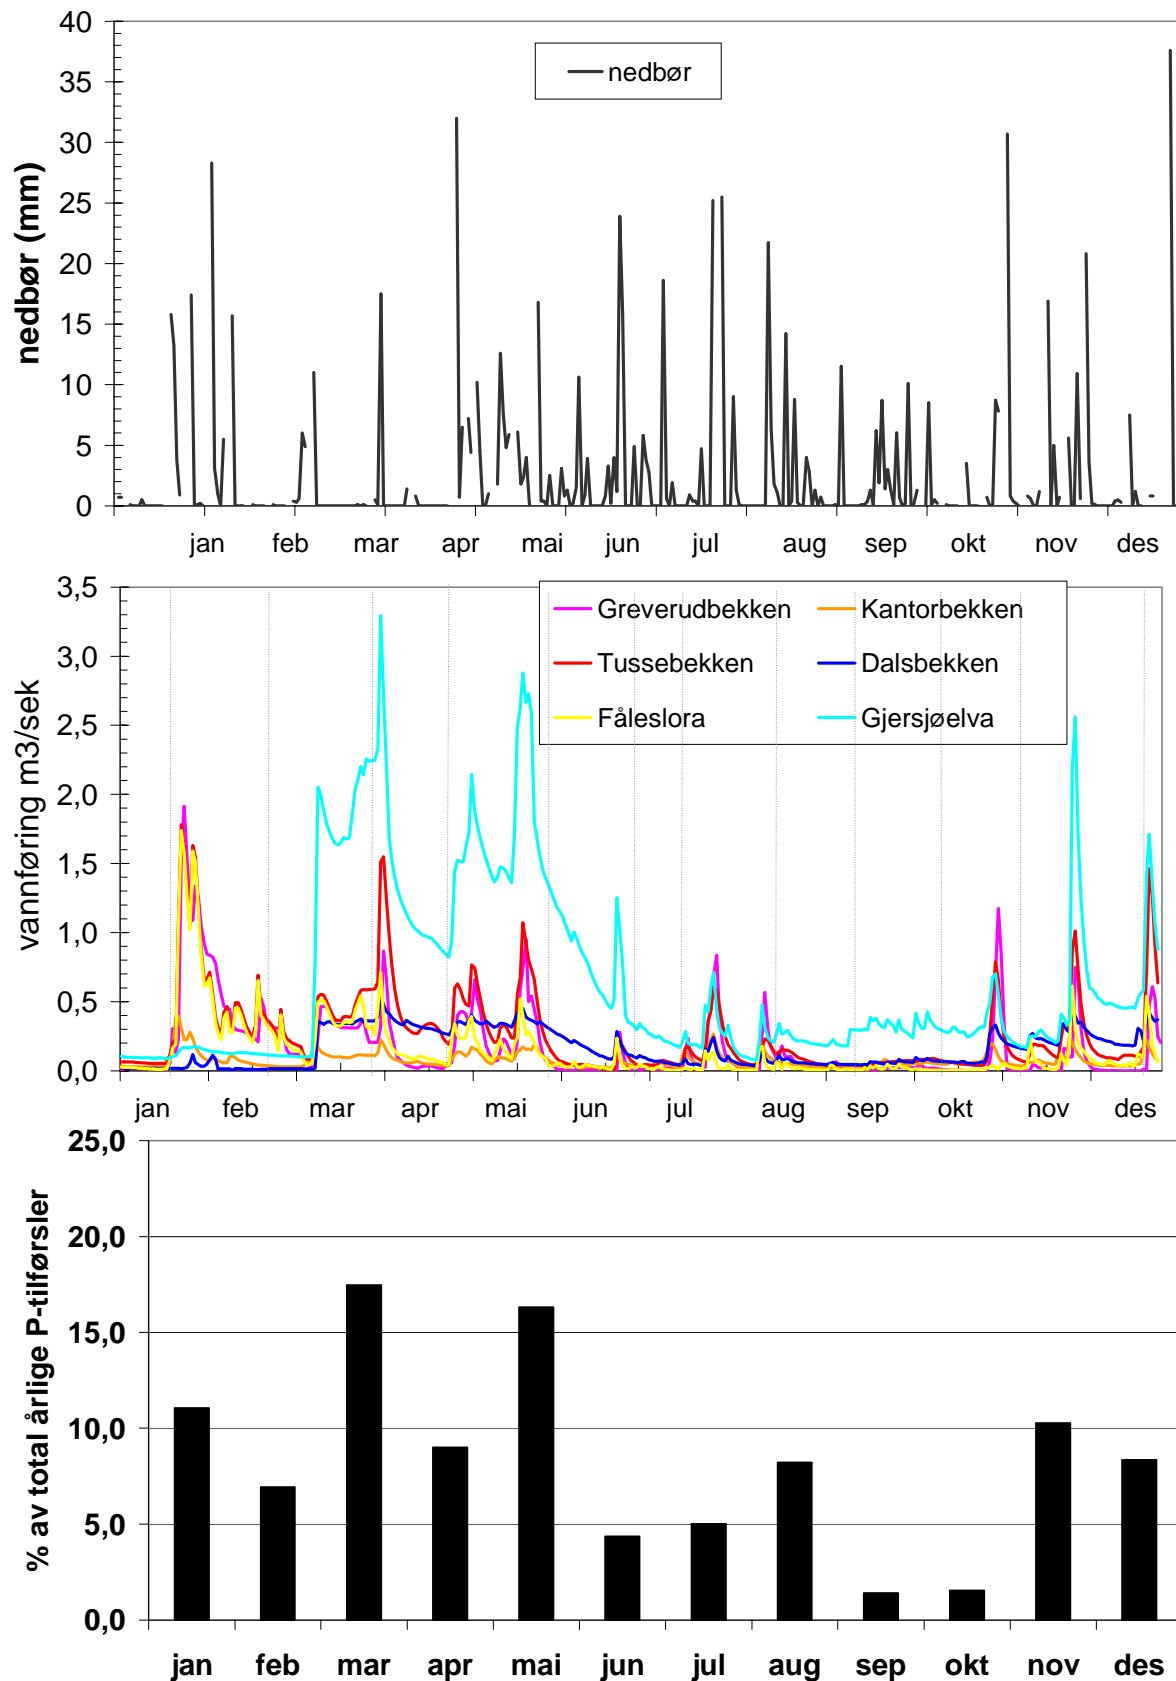 40
35
30
25
20
15
10
5
0
nedbør (mm)
nedbør
jan feb mar apr mai jun jul aug sep okt nov des
3,5
3,0
2,5
2,0
1,5
1,0
0,5
0,0
vannføring m3/sek
Greverudbekken Kantorbekken
Tussebekken Dalsbekken
Fåleslora Gjersjøelva
jan feb mar apr mai jun jul aug sep okt nov des
25,0
20,0
15,0
10,0
5,0
0,0
% av total årlige P-tilførsler
jan feb mar apr mai jun jul aug sep okt nov des